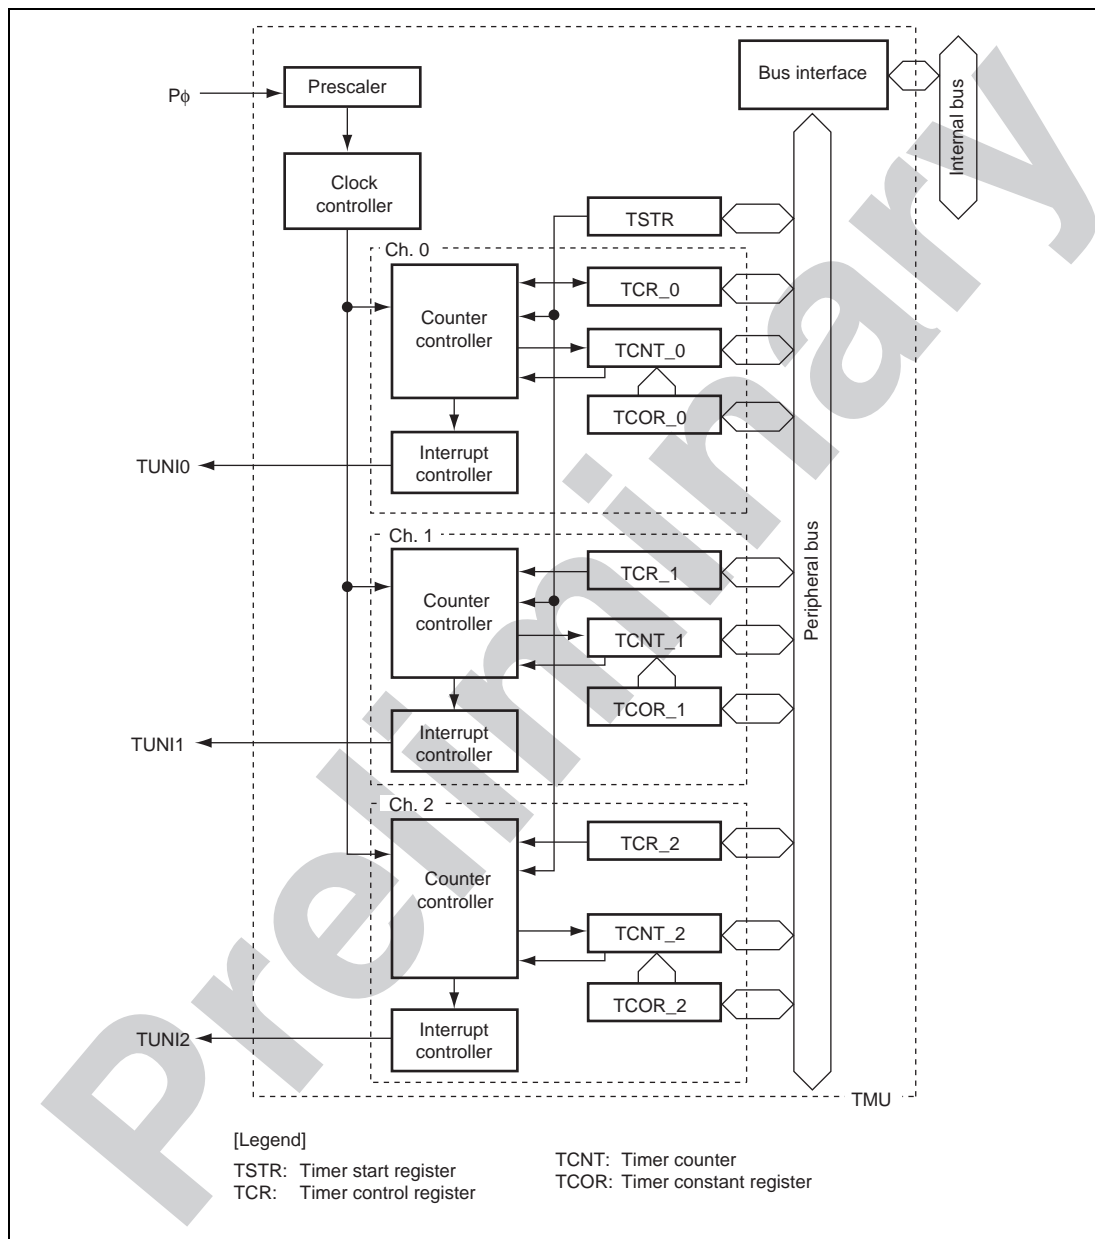 Bus interface
Prescaler
Pϕ
Internal bus
Clock
controller
TSTR
Ch. 0
TCR_0
Counter
controller
TCNT_0
TCOR_0
Interrupt
controller
TUNI0
Peripheral bus
Ch. 1
TCR_1
Counter
controller
TCNT_1
TCOR_1
Interrupt
controller
TUNI1
Ch. 2
TCR_2
Counter
controller
TCNT_2
TCOR_2
Interrupt
controller
TUNI2
TMU
[Legend]
TSTR: Timer start register
TCR: Timer control register
TCNT: Timer counter
TCOR: Timer constant register
Preliminary